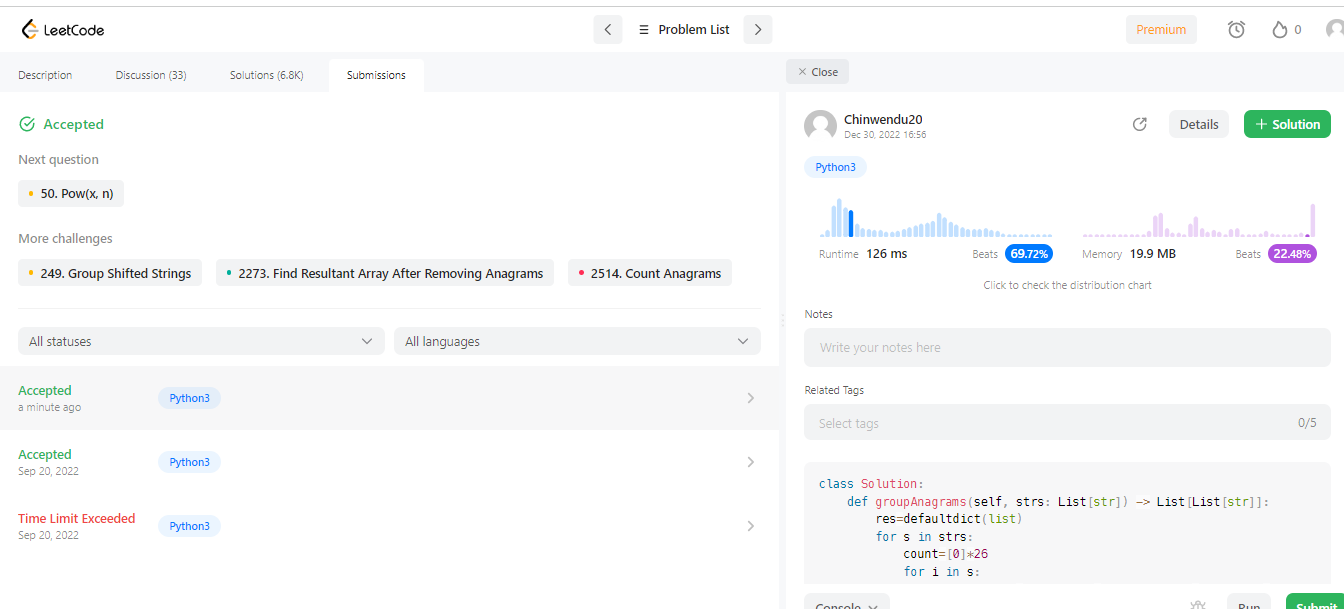 LeetCode
Problem List
Premium
0
Description
Discussion (33)
Solutions (6.8K)
Submissions
Close
Accepted
Next question
50. Pow(x, n)
More challenges
249. Group Shifted Strings
2273. Find Resultant Array After Removing Anagrams
2514. Count Anagrams
All statuses
All languages
Accepted
a minute ago
Python3
Accepted
Sep 20, 2022
Python3
Time Limit Exceeded
Sep 20, 2022
Python3
Chinwendu20
Dec 30, 2022 16:56
Details
+ Solution
Python3
Runtime 126 ms
Beats 69.72%
Memory 19.9 MB
Beats 22.48%
Click to check the distribution chart
Notes
Write your notes here
Related Tags
Select tags
0/5
class Solution:
    def groupAnagrams(self, strs: List[str]) -> List[List[str]]:
        res=defaultdict(list)
        for s in strs:
            count=[0]*26
            for i in s:
Console
Run
Submit